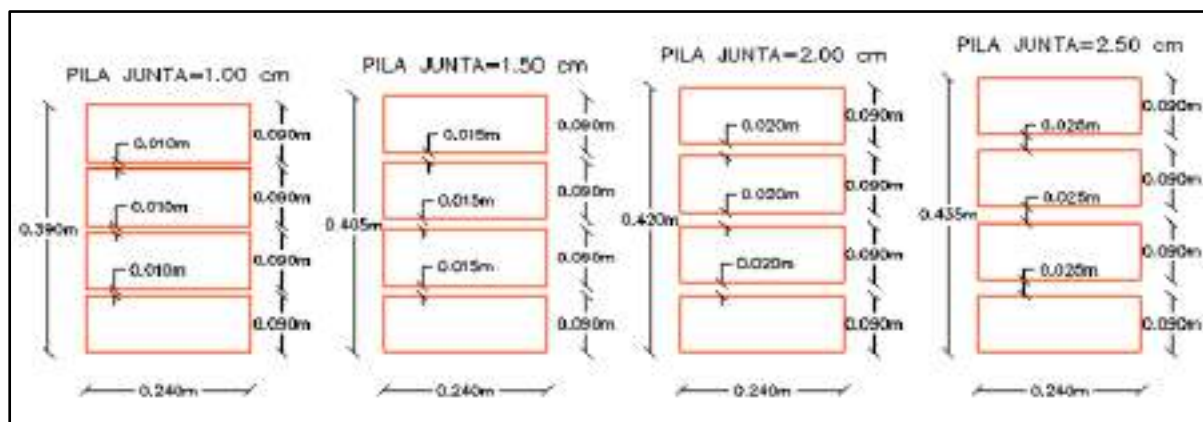 PILA JUNTA=1.00 cm
0.390m
0.010m
0.010m
0.010m
0.090m
0.090m
0.090m
0.090m
0.240m
PILA JUNTA=1.50 cm
0.405m
0.015m
0.015m
0.015m
0.090m
0.090m
0.090m
0.090m
0.240m
PILA JUNTA=2.00 cm
0.420m
0.020m
0.020m
0.020m
0.090m
0.090m
0.090m
0.090m
0.240m
PILA JUNTA=2.50 cm
0.435m
0.025m
0.025m
0.025m
0.090m
0.090m
0.090m
0.090m
0.240m